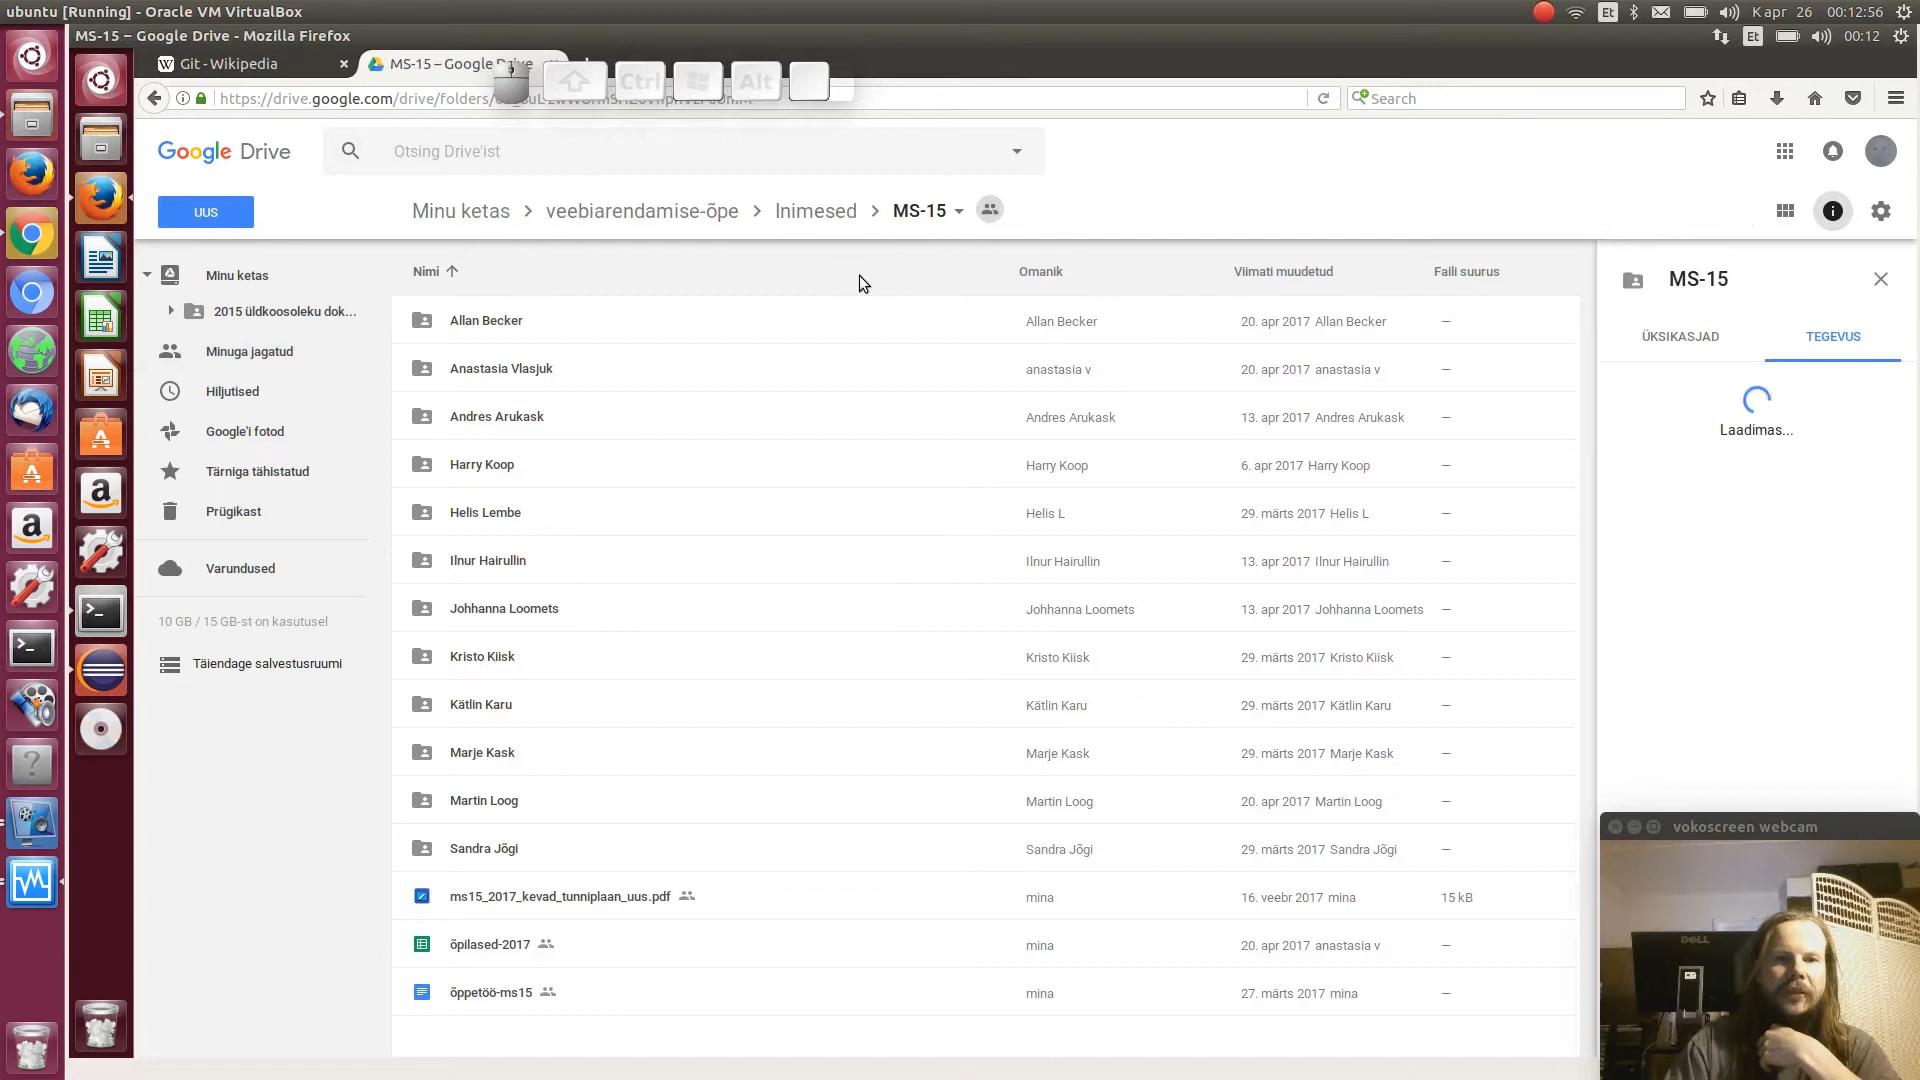 ubuntu [Running] - Oracle VM VirtualBox
Et
K apr 26 00:12:56
MS-15 – Google Drive - Mozilla Firefox
Et
00:12
Git - Wikipedia
MS-15 – Google Drive
Ctrl
Alt
https://drive.google.com/drive/folders/
Search
Google Drive
Otsing Drive'ist
UUS
Minu ketas
veebiarendamise-õpe
Inimesed
MS-15
Minu ketas
2015 üldkoosoleku dok...
Minuga jagatud
Hiljutised
Google'i fotod
Tärniga tähistatud
Prügikast
Varundused
10 GB / 15 GB-st on kasutusel
Täiendage salvestusruumi
Nimi Omanik Viimati muudetud Faili suurus
Allan Becker Allan Becker 20. apr 2017 Allan Becker —
Anastasia Vlasjuk anastasia v 20. apr 2017 anastasia v —
Andres Arukask Andres Arukask 13. apr 2017 Andres Arukask —
Harry Koop Harry Koop 6. apr 2017 Harry Koop —
Helis Lembe Helis L 29. märts 2017 Helis L —
Ilnur Hairullin Ilnur Hairullin 13. apr 2017 Ilnur Hairullin —
Johhanna Loomets Johhanna Loomets 13. apr 2017 Johhanna Loomets —
Kristo Kiisk Kristo Kiisk 29. märts 2017 Kristo Kiisk —
Kätlin Karu Kätlin Karu 29. märts 2017 Kätlin Karu —
Marje Kask Marje Kask 29. märts 2017 Marje Kask —
Martin Loog Martin Loog 20. apr 2017 Martin Loog —
Sandra Jõgi Sandra Jõgi 29. märts 2017 Sandra Jõgi —
ms15_2017_kevad_tunniplaan_uus.pdf mina 16. veebr 2017 mina 15 kB
õpilased-2017 mina 20. apr 2017 anastasia v —
õppetöö-ms15 mina 27. märts 2017 mina —
MS-15
ÜKSIKASJAD
TEGEVUS
Laadimas...
vokoscreen webcam
DELL